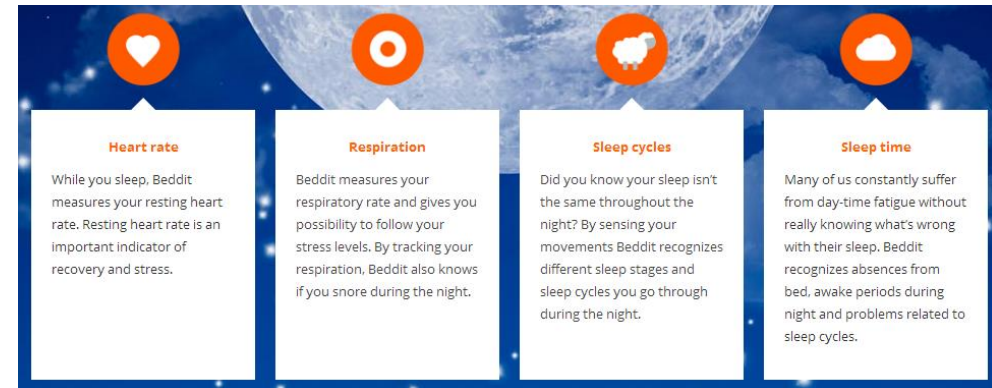 Heart rate
While you sleep, Beddit
measures your resting heart
rate. Resting heart rate is an
important indicator of
recovery and stress.
Respiration
Beddit measures your
respiratory rate and gives you
possibility to follow your
stress levels. By tracking your
respiration, Beddit also knows
if you snore during the night.
Sleep cycles
Did you know your sleep isn’t
the same throughout the
night? By sensing your
movements Beddit recognizes
different sleep stages and
sleep cycles you go through
during the night.
Sleep time
Many of us constantly suffer
from day-time fatigue without
really knowing what’s wrong
with their sleep. Beddit
recognizes absences from
bed, awake periods during
night and problems related to
sleep cycles.